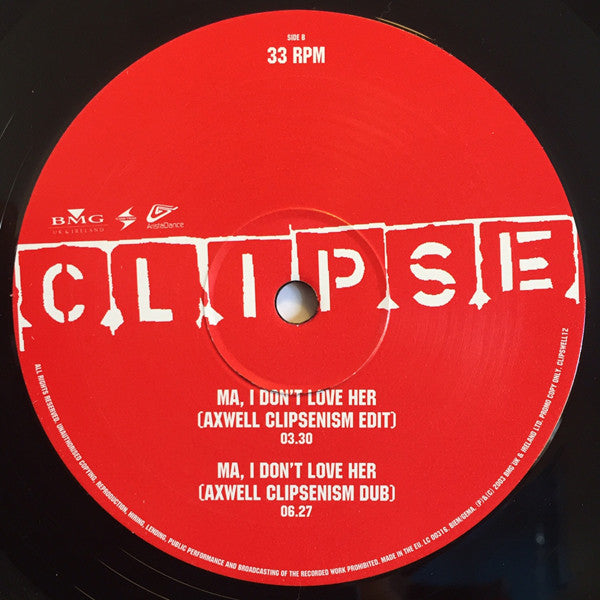 SIDE B
33 RPM
BMG
UK & IRELAND
AristaDance
CLIPSE
MA, I DON'T LOVE HER
(AXWELL CLIPSENISM EDIT)
03.30
MA, I DON'T LOVE HER
(AXWELL CLIPSENISM DUB)
06.27
ALL RIGHTS RESERVED. UNAUTHORISED COPYING, REPRODUCTION, HIRING, LENDING, PUBLIC PERFORMANCE AND BROADCASTING OF THE RECORDED WORK PROHIBITED. MADE IN THE EU. LC 00316. BIEM/GEMA. (P)&(C) 2003 BMG UK & IRELAND LTD. PROMO COPY ONLY. CLIPSWELL12